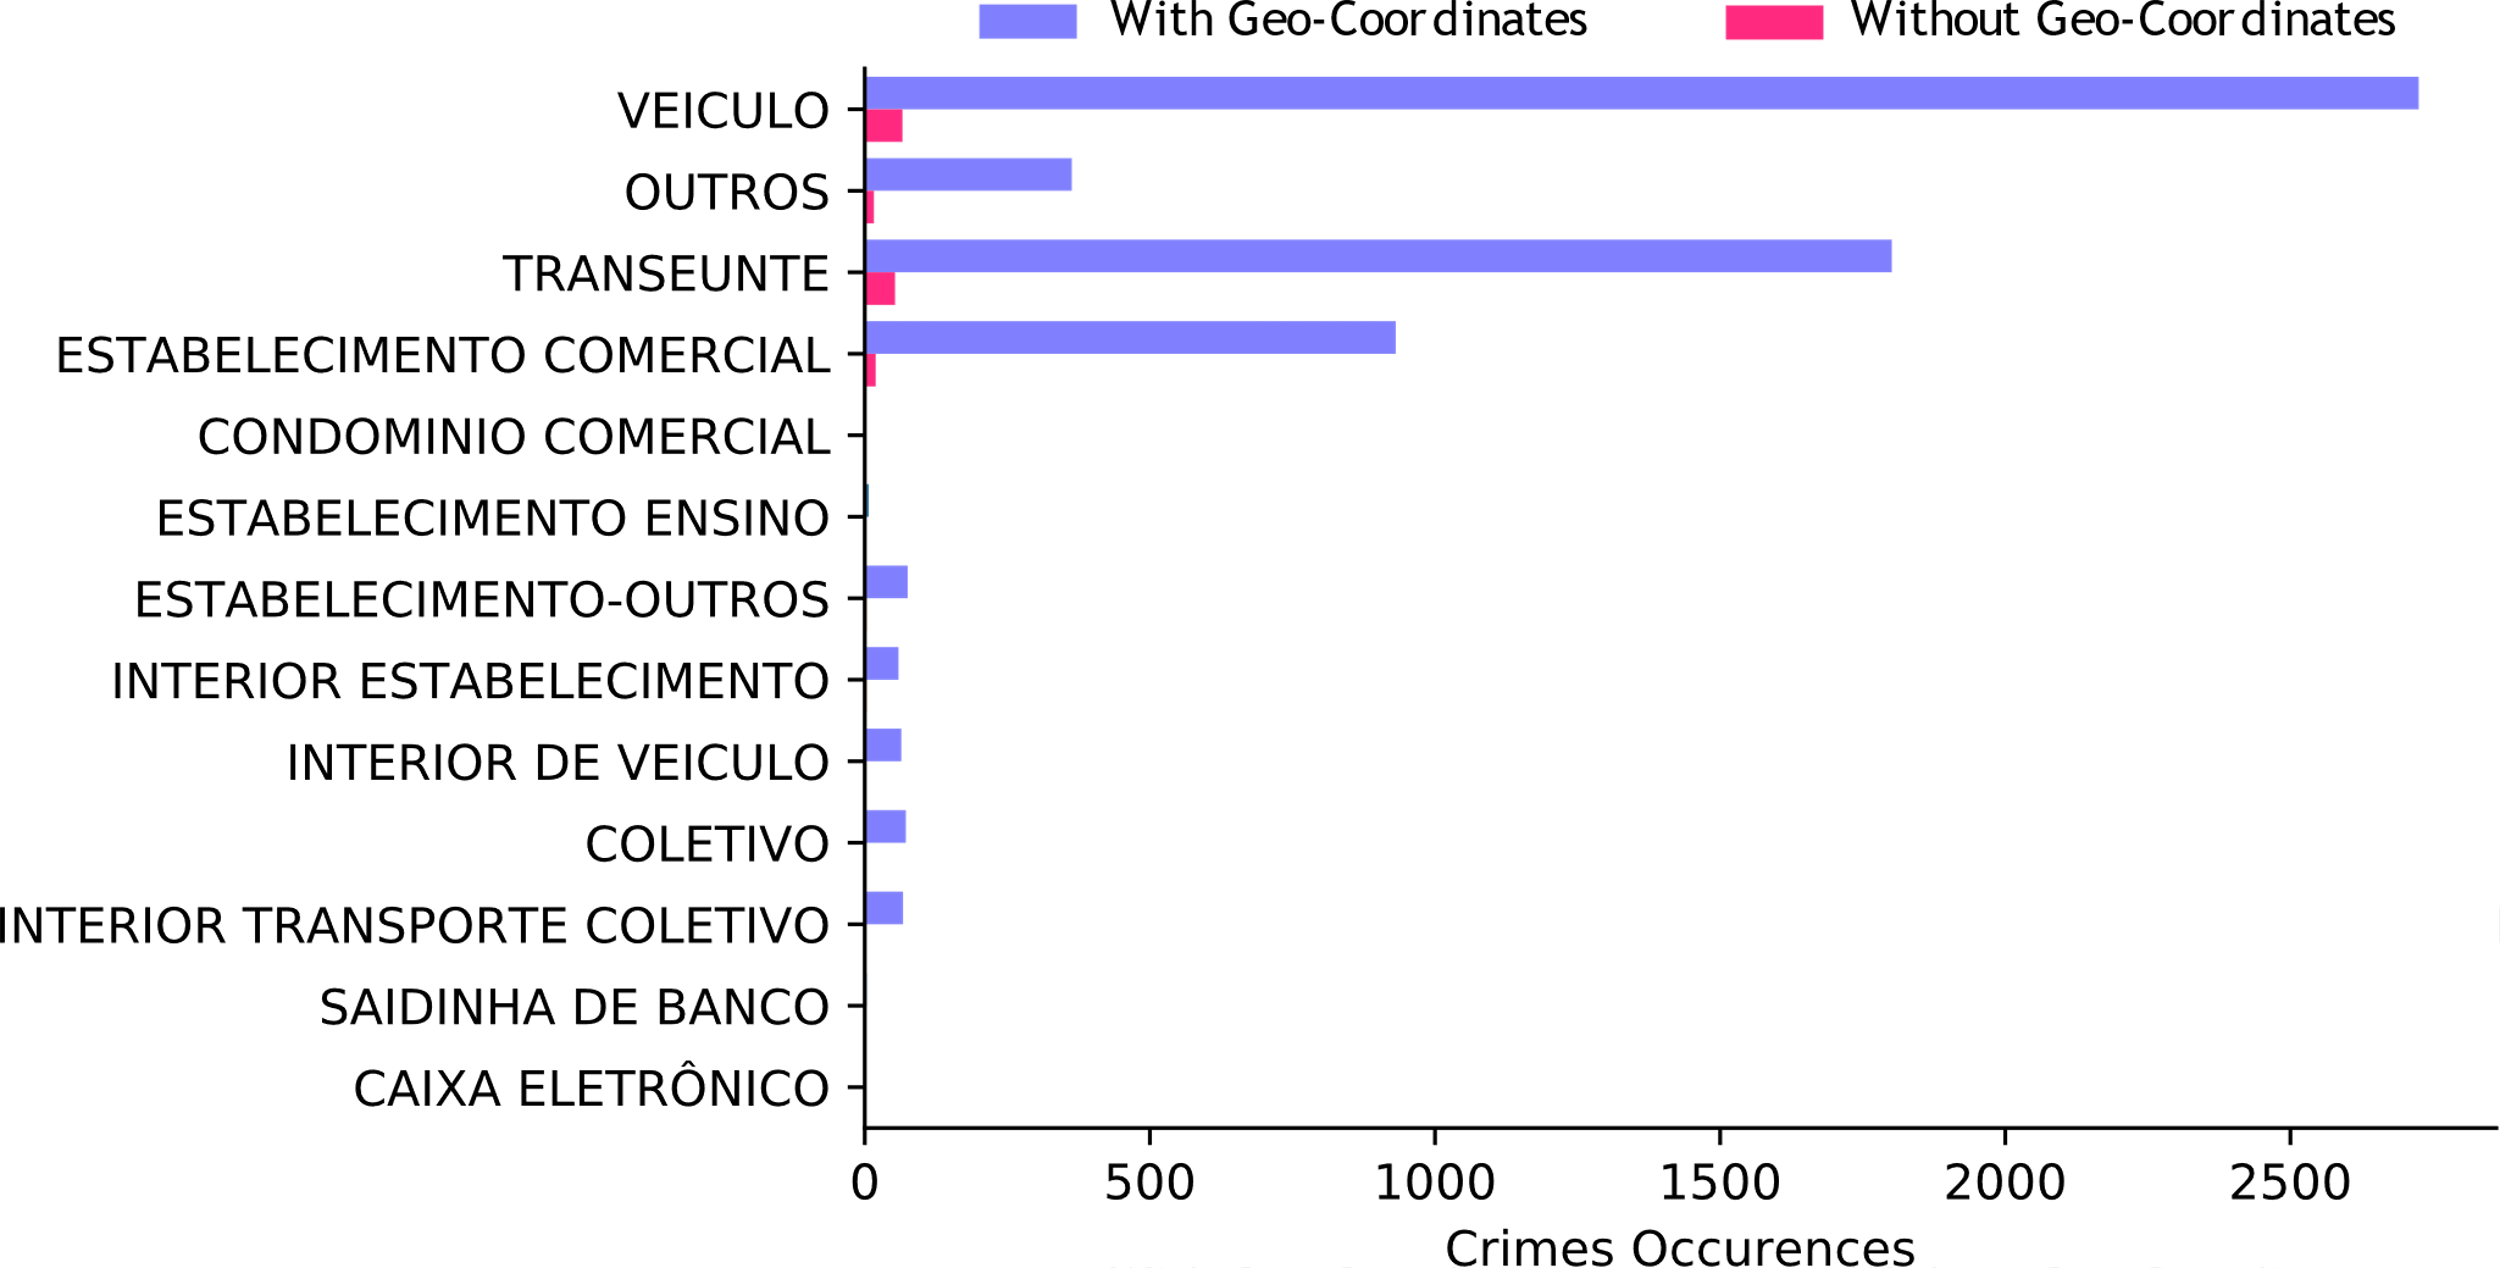 With Geo-Coordinates Without Geo-Coordinates
VEICULO
OUTROS
TRANSEUNTE
ESTABELECIMENTO COMERCIAL
CONDOMINIO COMERCIAL
ESTABELECIMENTO ENSINO
ESTABELECIMENTO-OUTROS
INTERIOR ESTABELECIMENTO
INTERIOR DE VEICULO
COLETIVO
INTERIOR TRANSPORTE COLETIVO
SAIDINHA DE BANCO
CAIXA ELETRÔNICO
0 500 1000 1500 2000 2500
Crimes Occurences